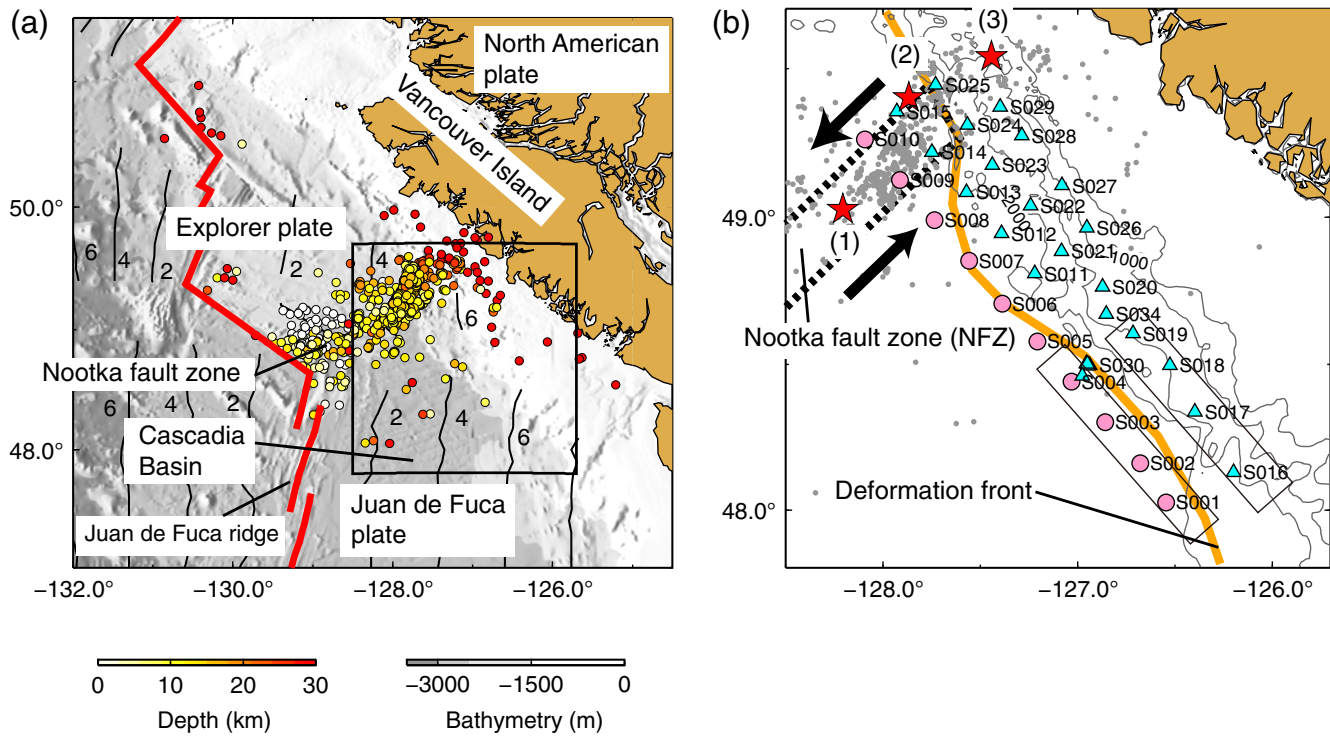 (a)
North American
plate
Vancouver Island
50.0°
Explorer plate
6
4
2
2
4
6
Nootka fault zone
6
4
2
2
4
6
48.0°
Cascadia
Basin
Juan de Fuca
plate
Juan de Fuca ridge
−132.0°
−130.0°
−128.0°
−126.0°
0
10
20
30
Depth (km)
−3000
−1500
0
Bathymetry (m)
(b)
(3)
(2)
S025
S029
S015
S024
S028
S010
S014
S023
S009
S027
S013
S022
49.0°
(1)
S008
S012
S026
S021
S007
S011
1000
S020
S006
S034
Nootka fault zone (NFZ)
S005
S019
S030
S018
S004
S017
S003
S002
S016
Deformation front
S001
48.0°
−128.0°
−127.0°
−126.0°